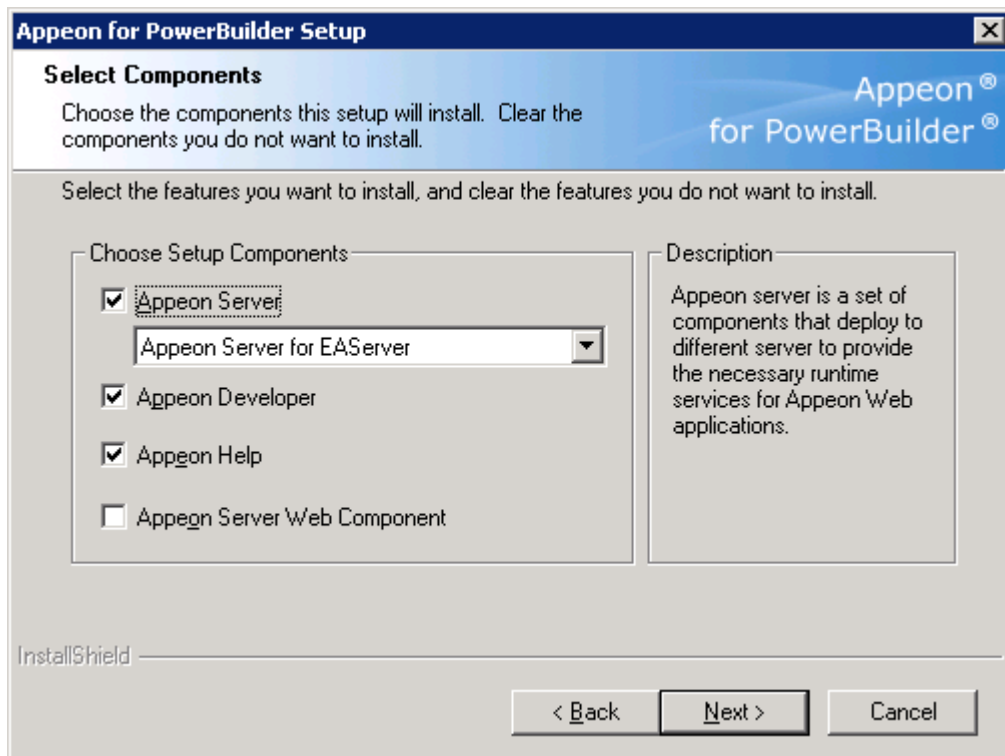 Appeon for PowerBuilder Setup
Select Components
Choose the components this setup will install. Clear the
components you do not want to install.
Appeon ®
for PowerBuilder ®
Select the features you want to install, and clear the features you do not want to install.
Choose Setup Components
Appeon Server
Appeon Server for EAServer
Appeon Developer
Appeon Help
Appeon Server Web Component
Description
Appeon server is a set of
components that deploy to
different server to provide
the necessary runtime
services for Appeon Web
applications.
InstallShield
< Back
Next >
Cancel